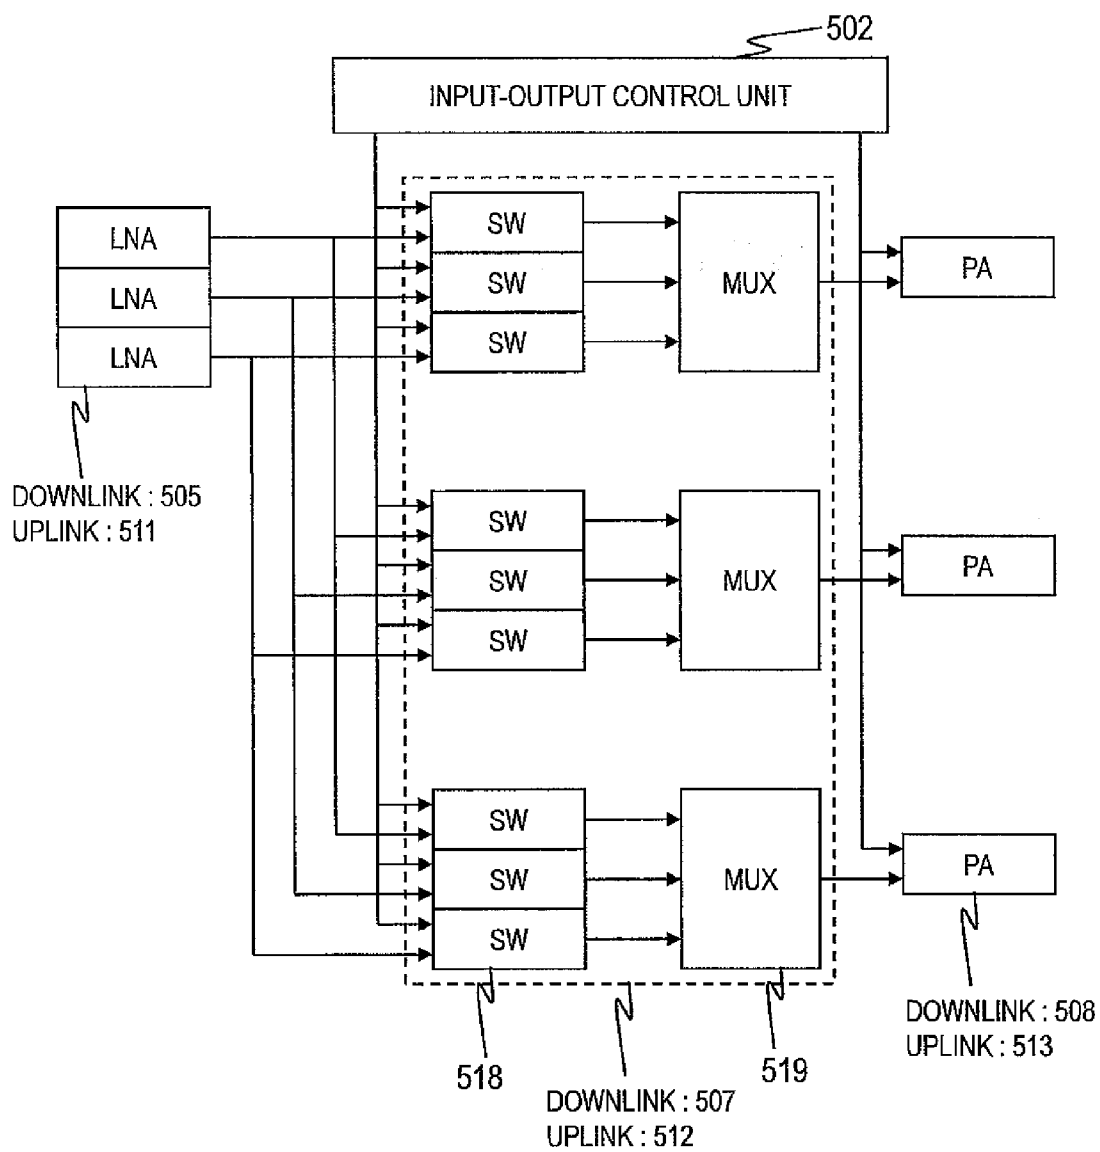 502
INPUT-OUTPUT CONTROL UNIT
LNA
LNA
LNA
SW
SW
SW
MUX
PA
DOWNLINK : 505
UPLINK : 511
SW
SW
SW
MUX
PA
SW
SW
SW
MUX
PA
518
519
DOWNLINK : 507
UPLINK : 512
DOWNLINK : 508
UPLINK : 513